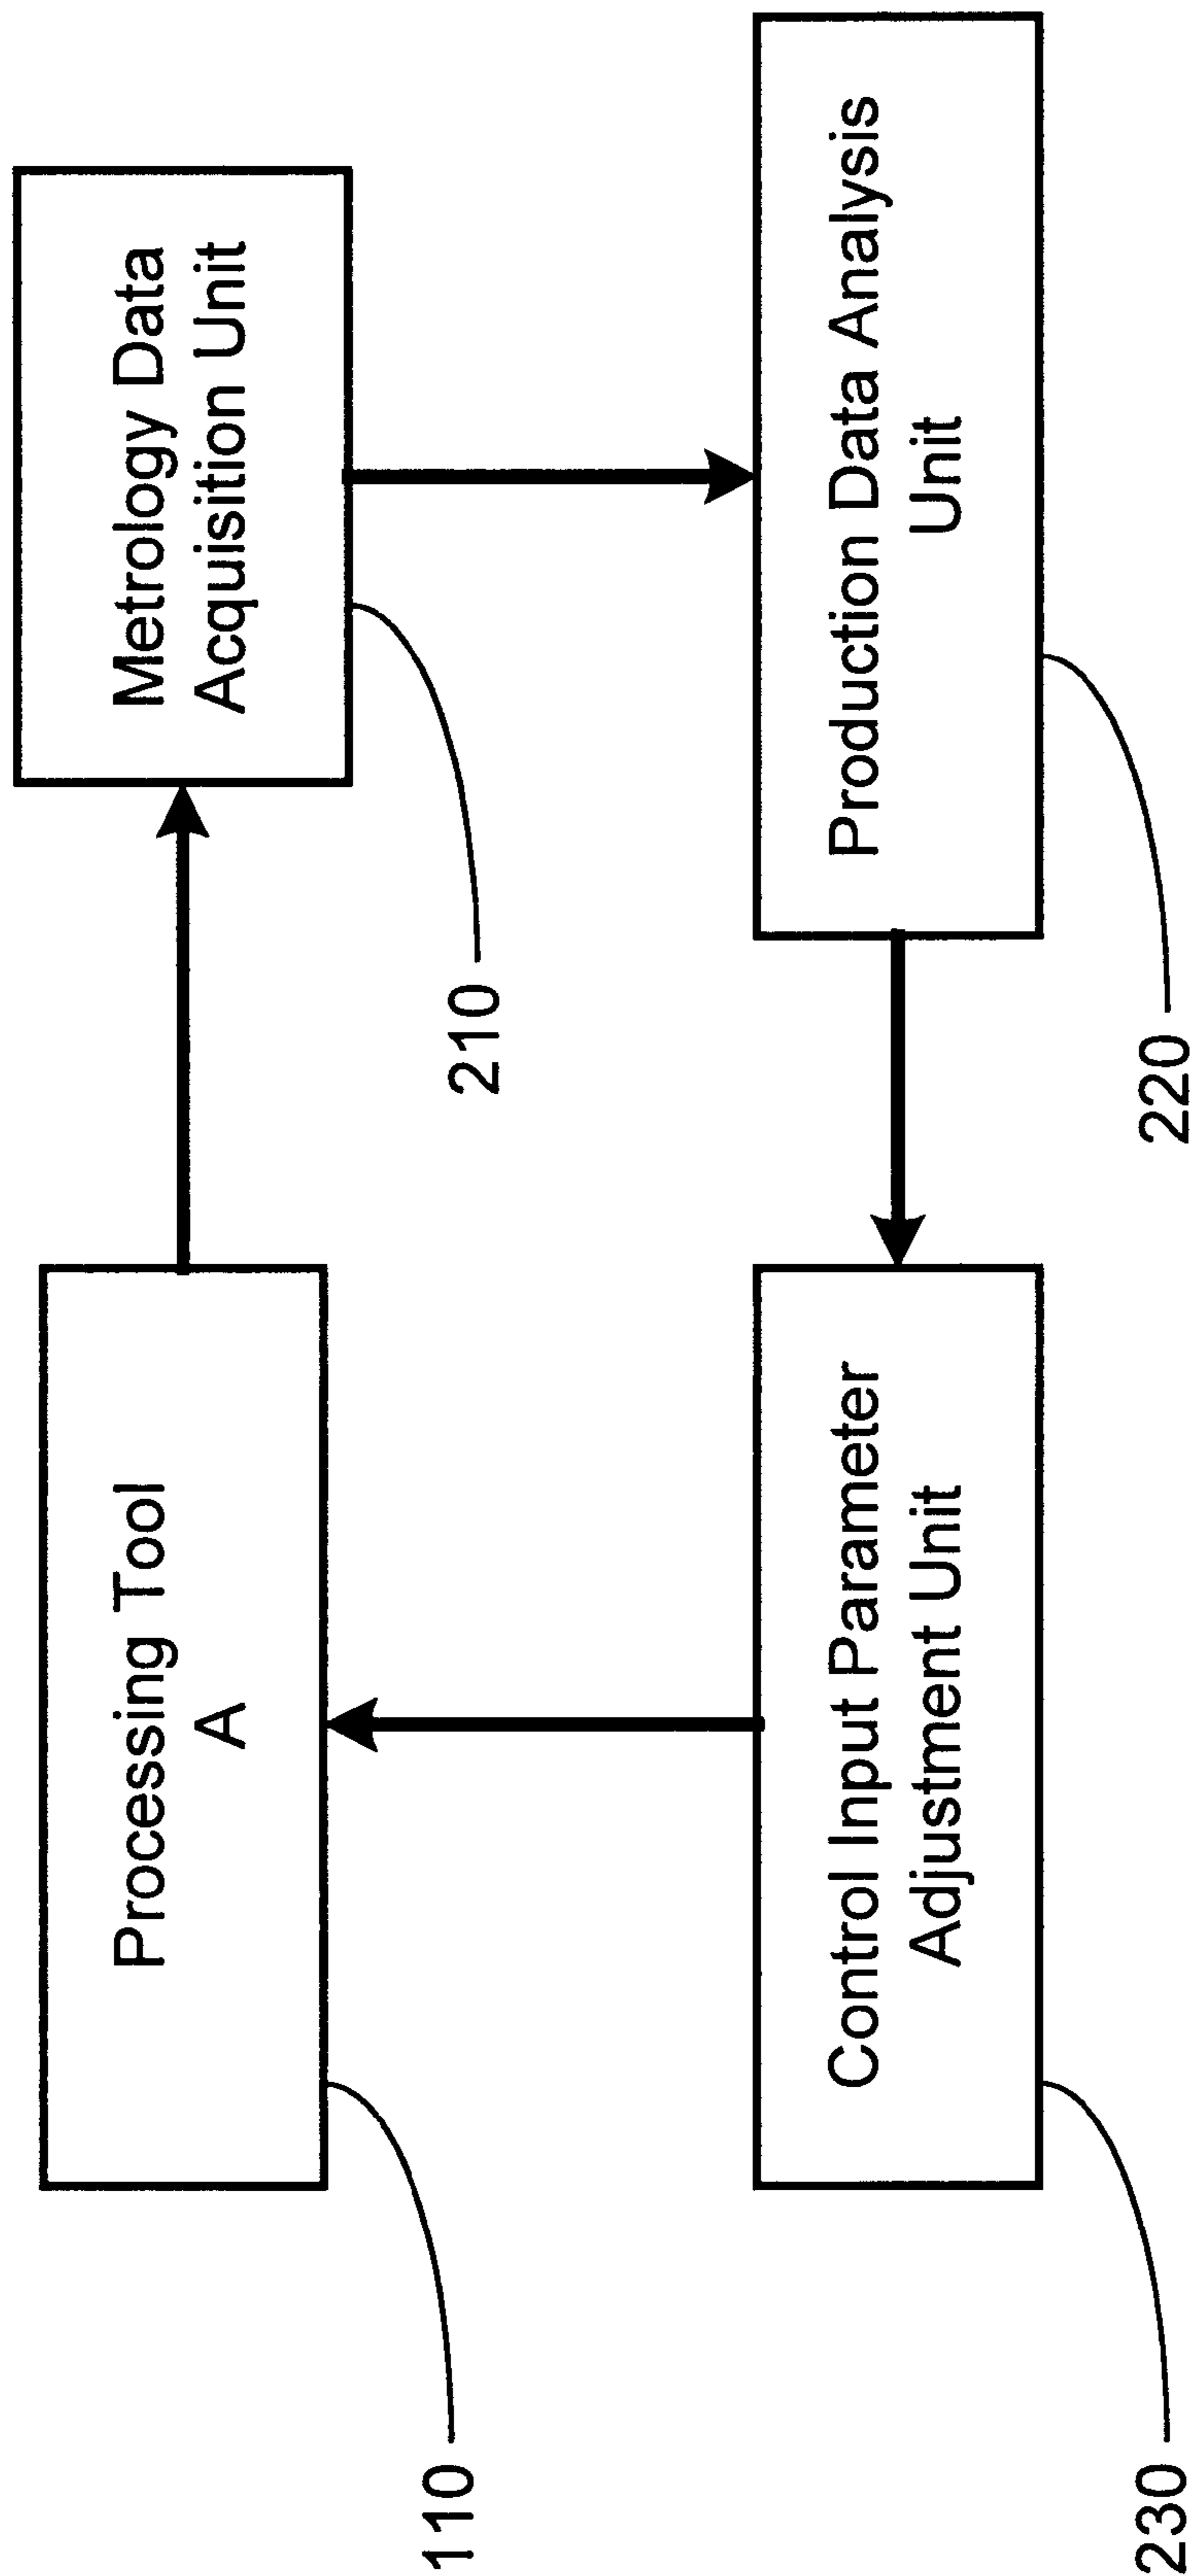 Processing Tool
A
110
Metrology Data
Acquisition Unit
210
Control Input Parameter
Adjustment Unit
230
Production Data Analysis
Unit
220